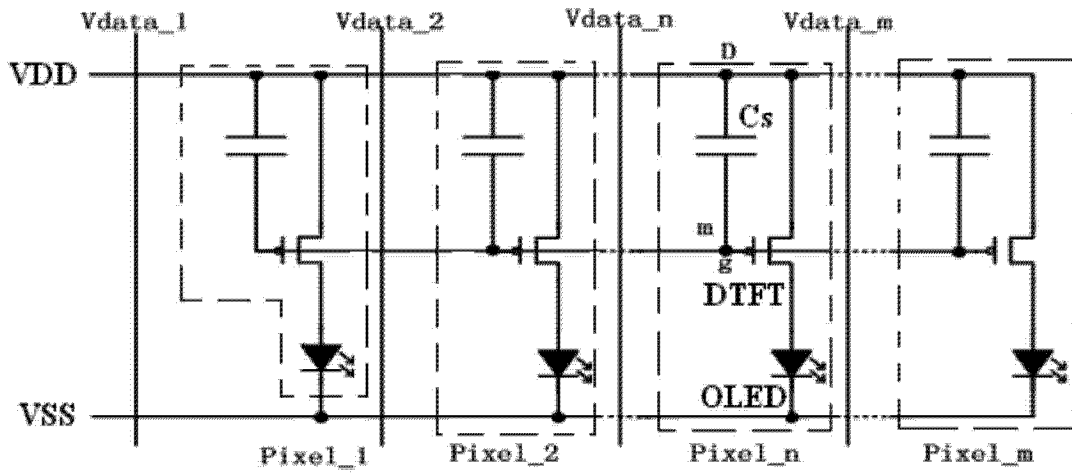 Vdata_1 Vdata_2 Vdata_n Vdata_m
VDD
D
Cs
m
g
DTFT
OLED
VSS
Pixel_1 Pixel_2 Pixel_n Pixel_m